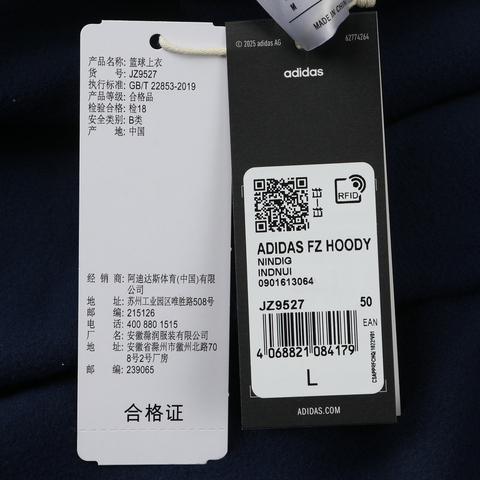 产品名称: 篮球上衣
货 号: JZ9527
执行标准: GB/T 22853-2019
产品等级: 合格品
检验合格: 检18
安全类别: B类
产 地: 中国
经 销 商: 阿迪达斯体育(中国)有限
公司
地 址: 苏州工业园区唯胜路508号
邮 编: 215126
电 话: 400 880 1515
制 造 商: 安徽滁润服装有限公司
地 址: 安徽省滁州市徽州北路70
8号2号厂房
邮 编: 239065
合格证
M
MADE IN CHINA
© 2025 adidas AG
62774264
adidas
RFID
ADIDAS FZ HOODY
NINDIG
INDNUI
0901613064
JZ9527
50
EAN
4 068821 084179
L
ADIDAS.COM